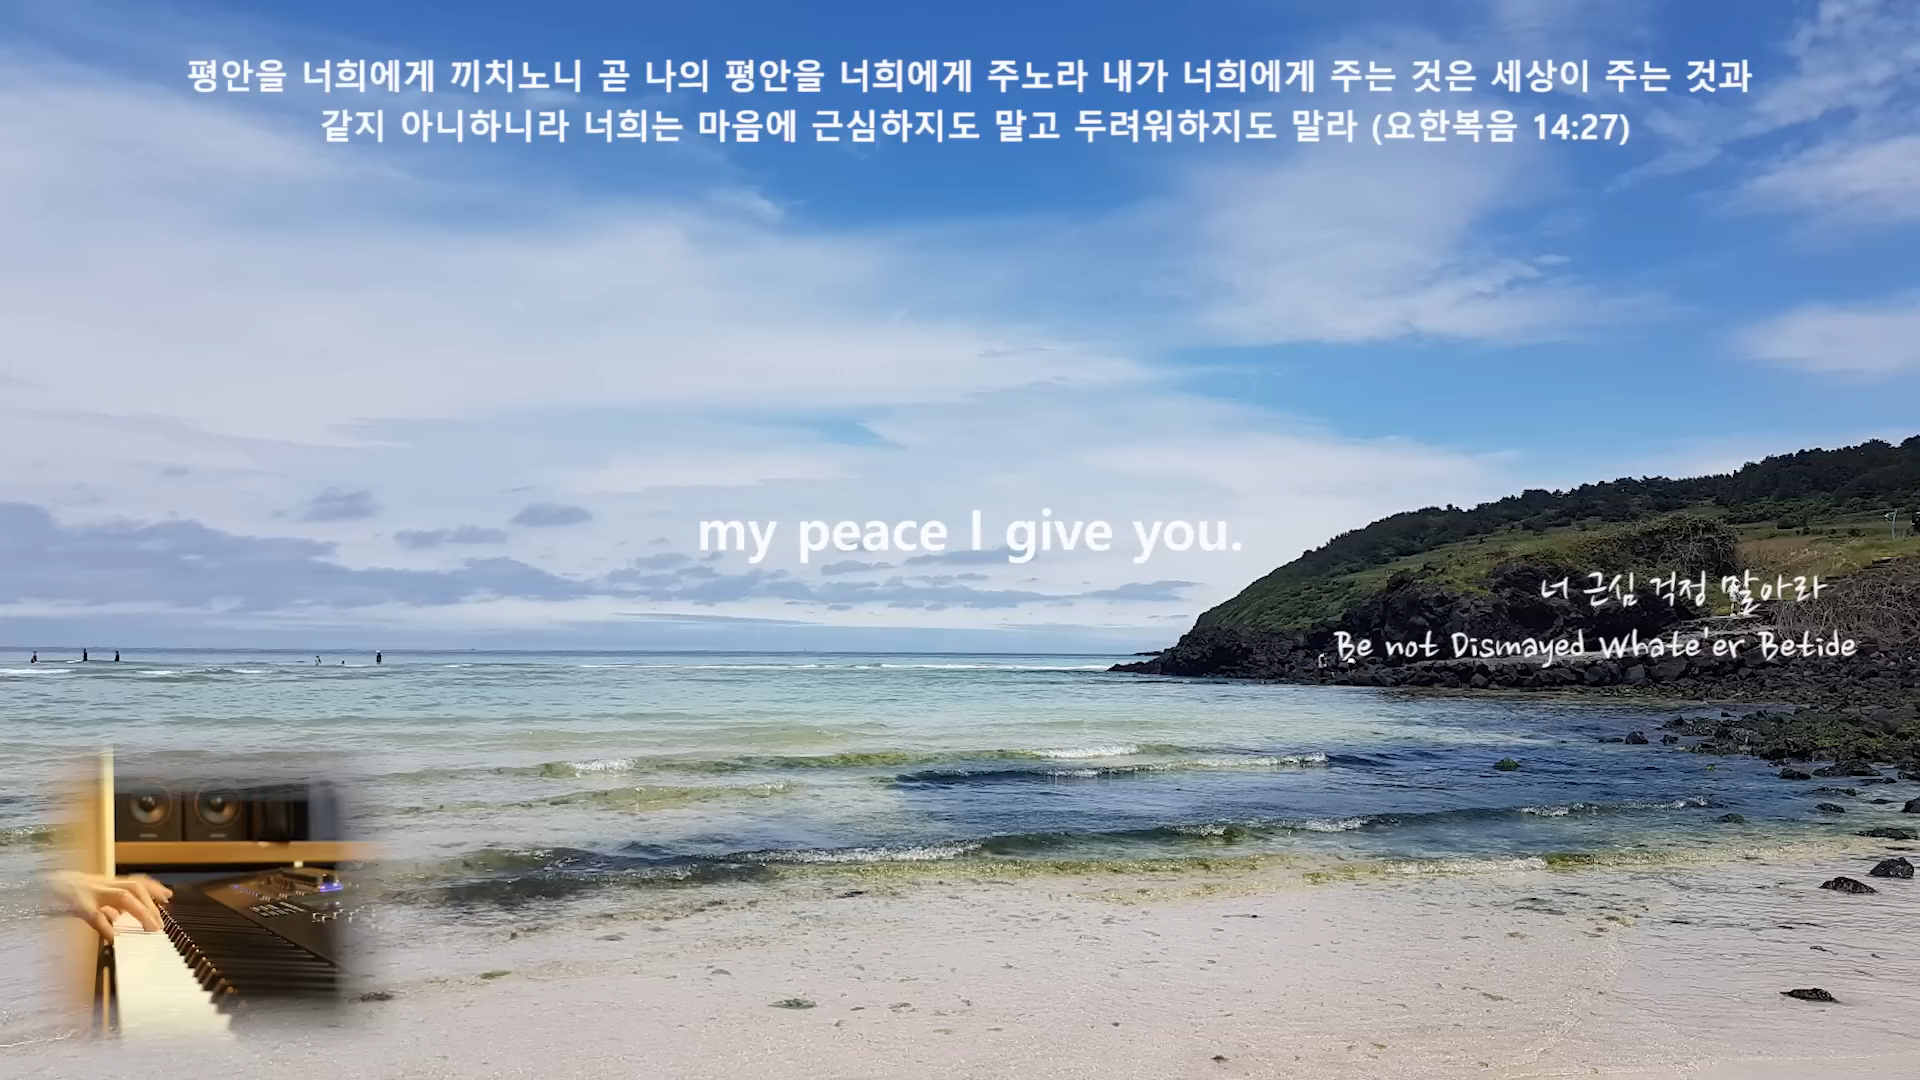 평안을 너희에게 끼치노니 곧 나의 평안을 너희에게 주노라 내가 너희에게 주는 것은 세상이 주는 것과
같지 아니하니라 너희는 마음에 근심하지도 말고 두려워하지도 말라 (요한복음 14:27)
my peace I give you.
너 근심 걱정 말아라
Be not Dismayed Whate'er Betide